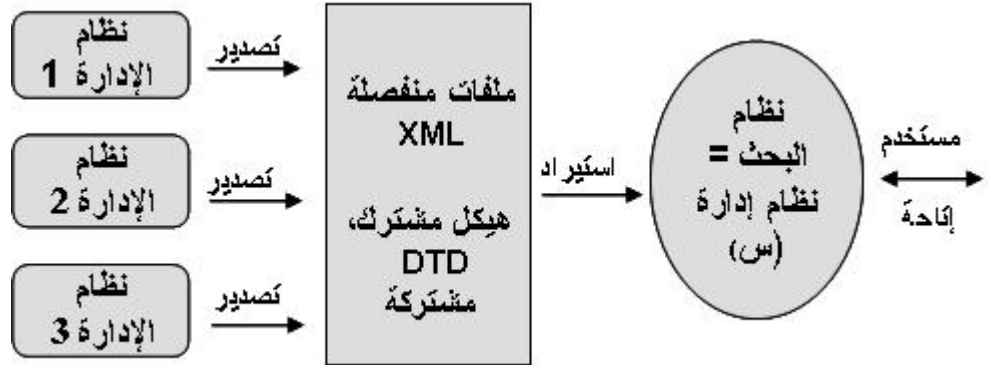 نظام
الإدارة 1
تصدير
نظام
الإدارة 2
تصدير
نظام
الإدارة 3
تصدير
ملفات منفصلة
XML
هيكل مشترك،
DTD
مشتركة
استيراد
نظام
البحث =
نظام إدارة
(س)
مستخدم
إتاحة